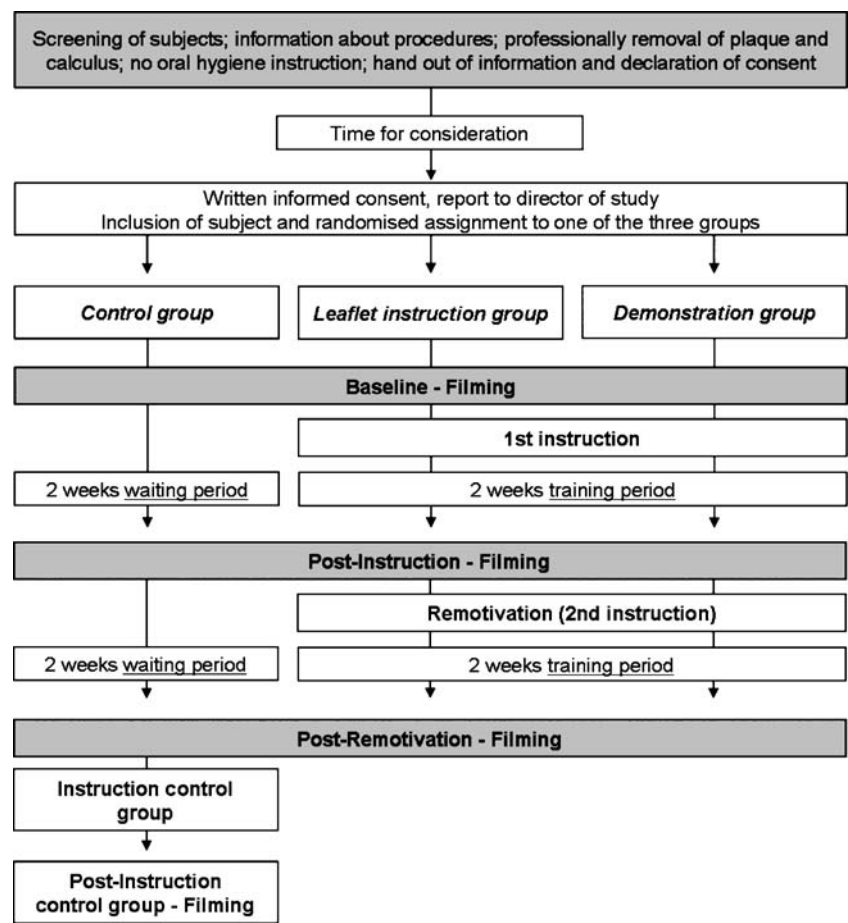 Screening of subjects; information about procedures; professionally removal of plaque and
calculus; no oral hygiene instruction; hand out of information and declaration of consent
Time for consideration
Written informed consent, report to director of study
Inclusion of subject and randomised assignment to one of the three groups
Control group
Leaflet instruction group
Demonstration group
Baseline - Filming
1st instruction
2 weeks waiting period
2 weeks training period
Post-Instruction - Filming
Remotivation (2nd instruction)
2 weeks waiting period
2 weeks training period
Post-Remotivation - Filming
Instruction control
group
Post-Instruction
control group - Filming